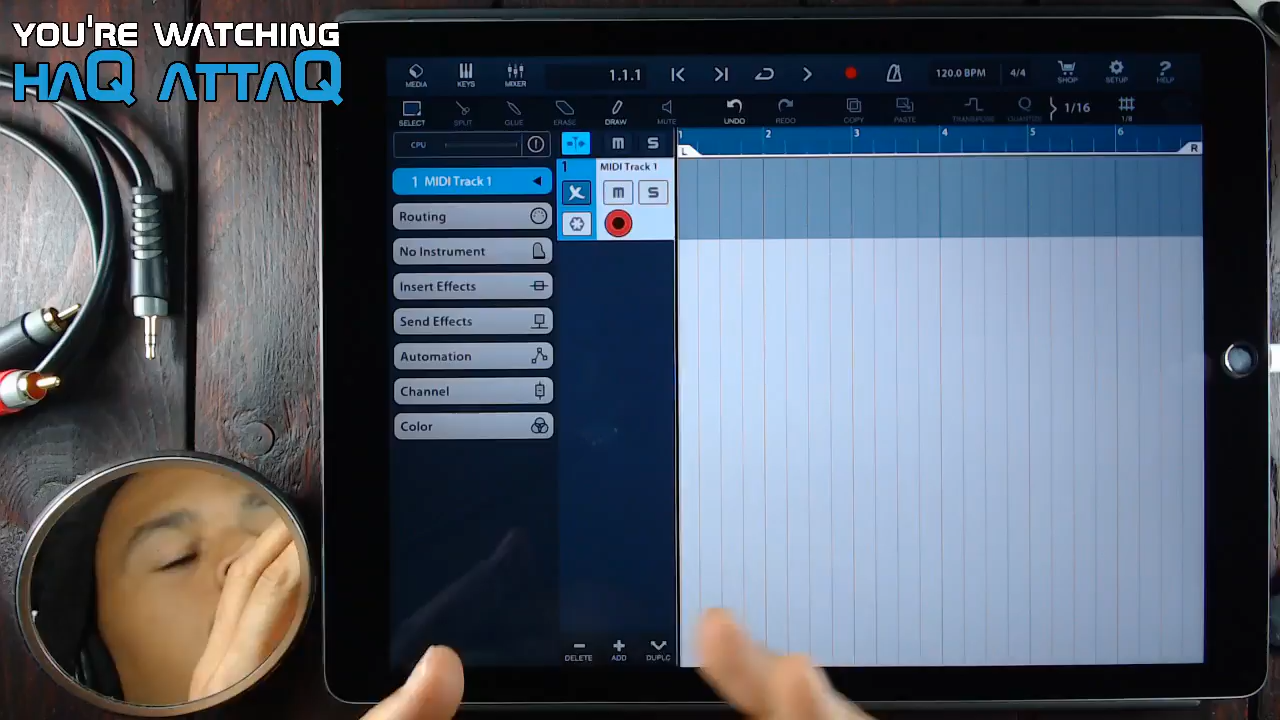 YOU'RE WATCHING
HAQ ATTAQ
MEDIA
KEYS
MIXER
1.1.1
120.0 BPM
4/4
SHOP
SETUP
HELP
SELECT
SPLIT
GLUE
ERASE
DRAW
MUTE
UNDO
REDO
COPY
PASTE
TRANSPOSE
QUANTIZE
1/16
1/8
CPU
M
S
1
2
3
4
5
6
L
R
1 MIDI Track 1
1
MIDI Track 1
M
S
Routing
No Instrument
Insert Effects
Send Effects
Automation
Channel
Color
DELETE
ADD
DUPLC